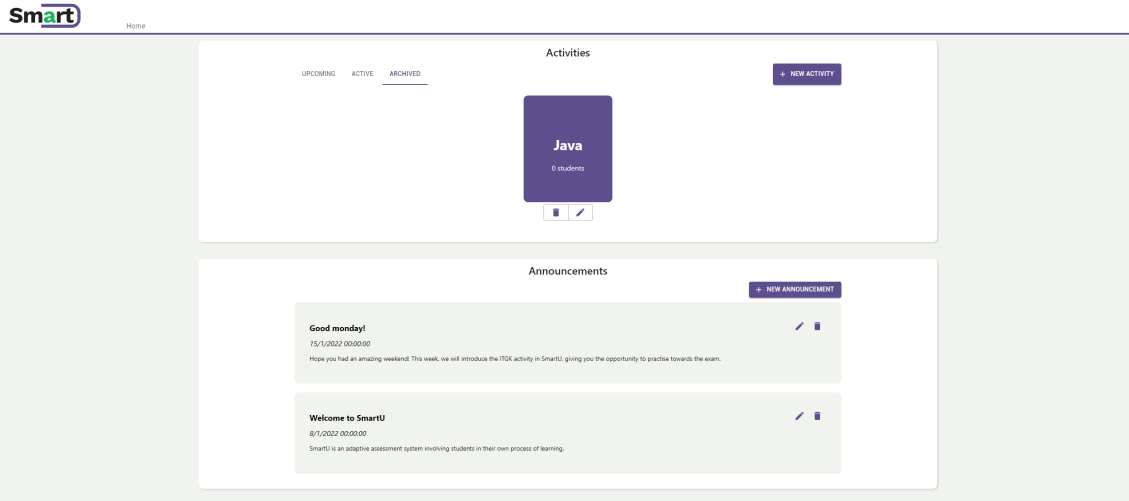 Smart
Home
Activities
UPCOMING ACTIVE ARCHIVED
+ NEW ACTIVITY
Java
0 students
Announcements
+ NEW ANNOUNCEMENT
Good monday!
15/1/2022 00:00:00
Hope you had an amazing weekend! This week, we will introduce the ITGK activity in SmartU, giving you the opportunity to practise towards the exam.
Welcome to SmartU
8/1/2022 00:00:00
SmartU is an adaptive assessment system involving students in their own process of learning.